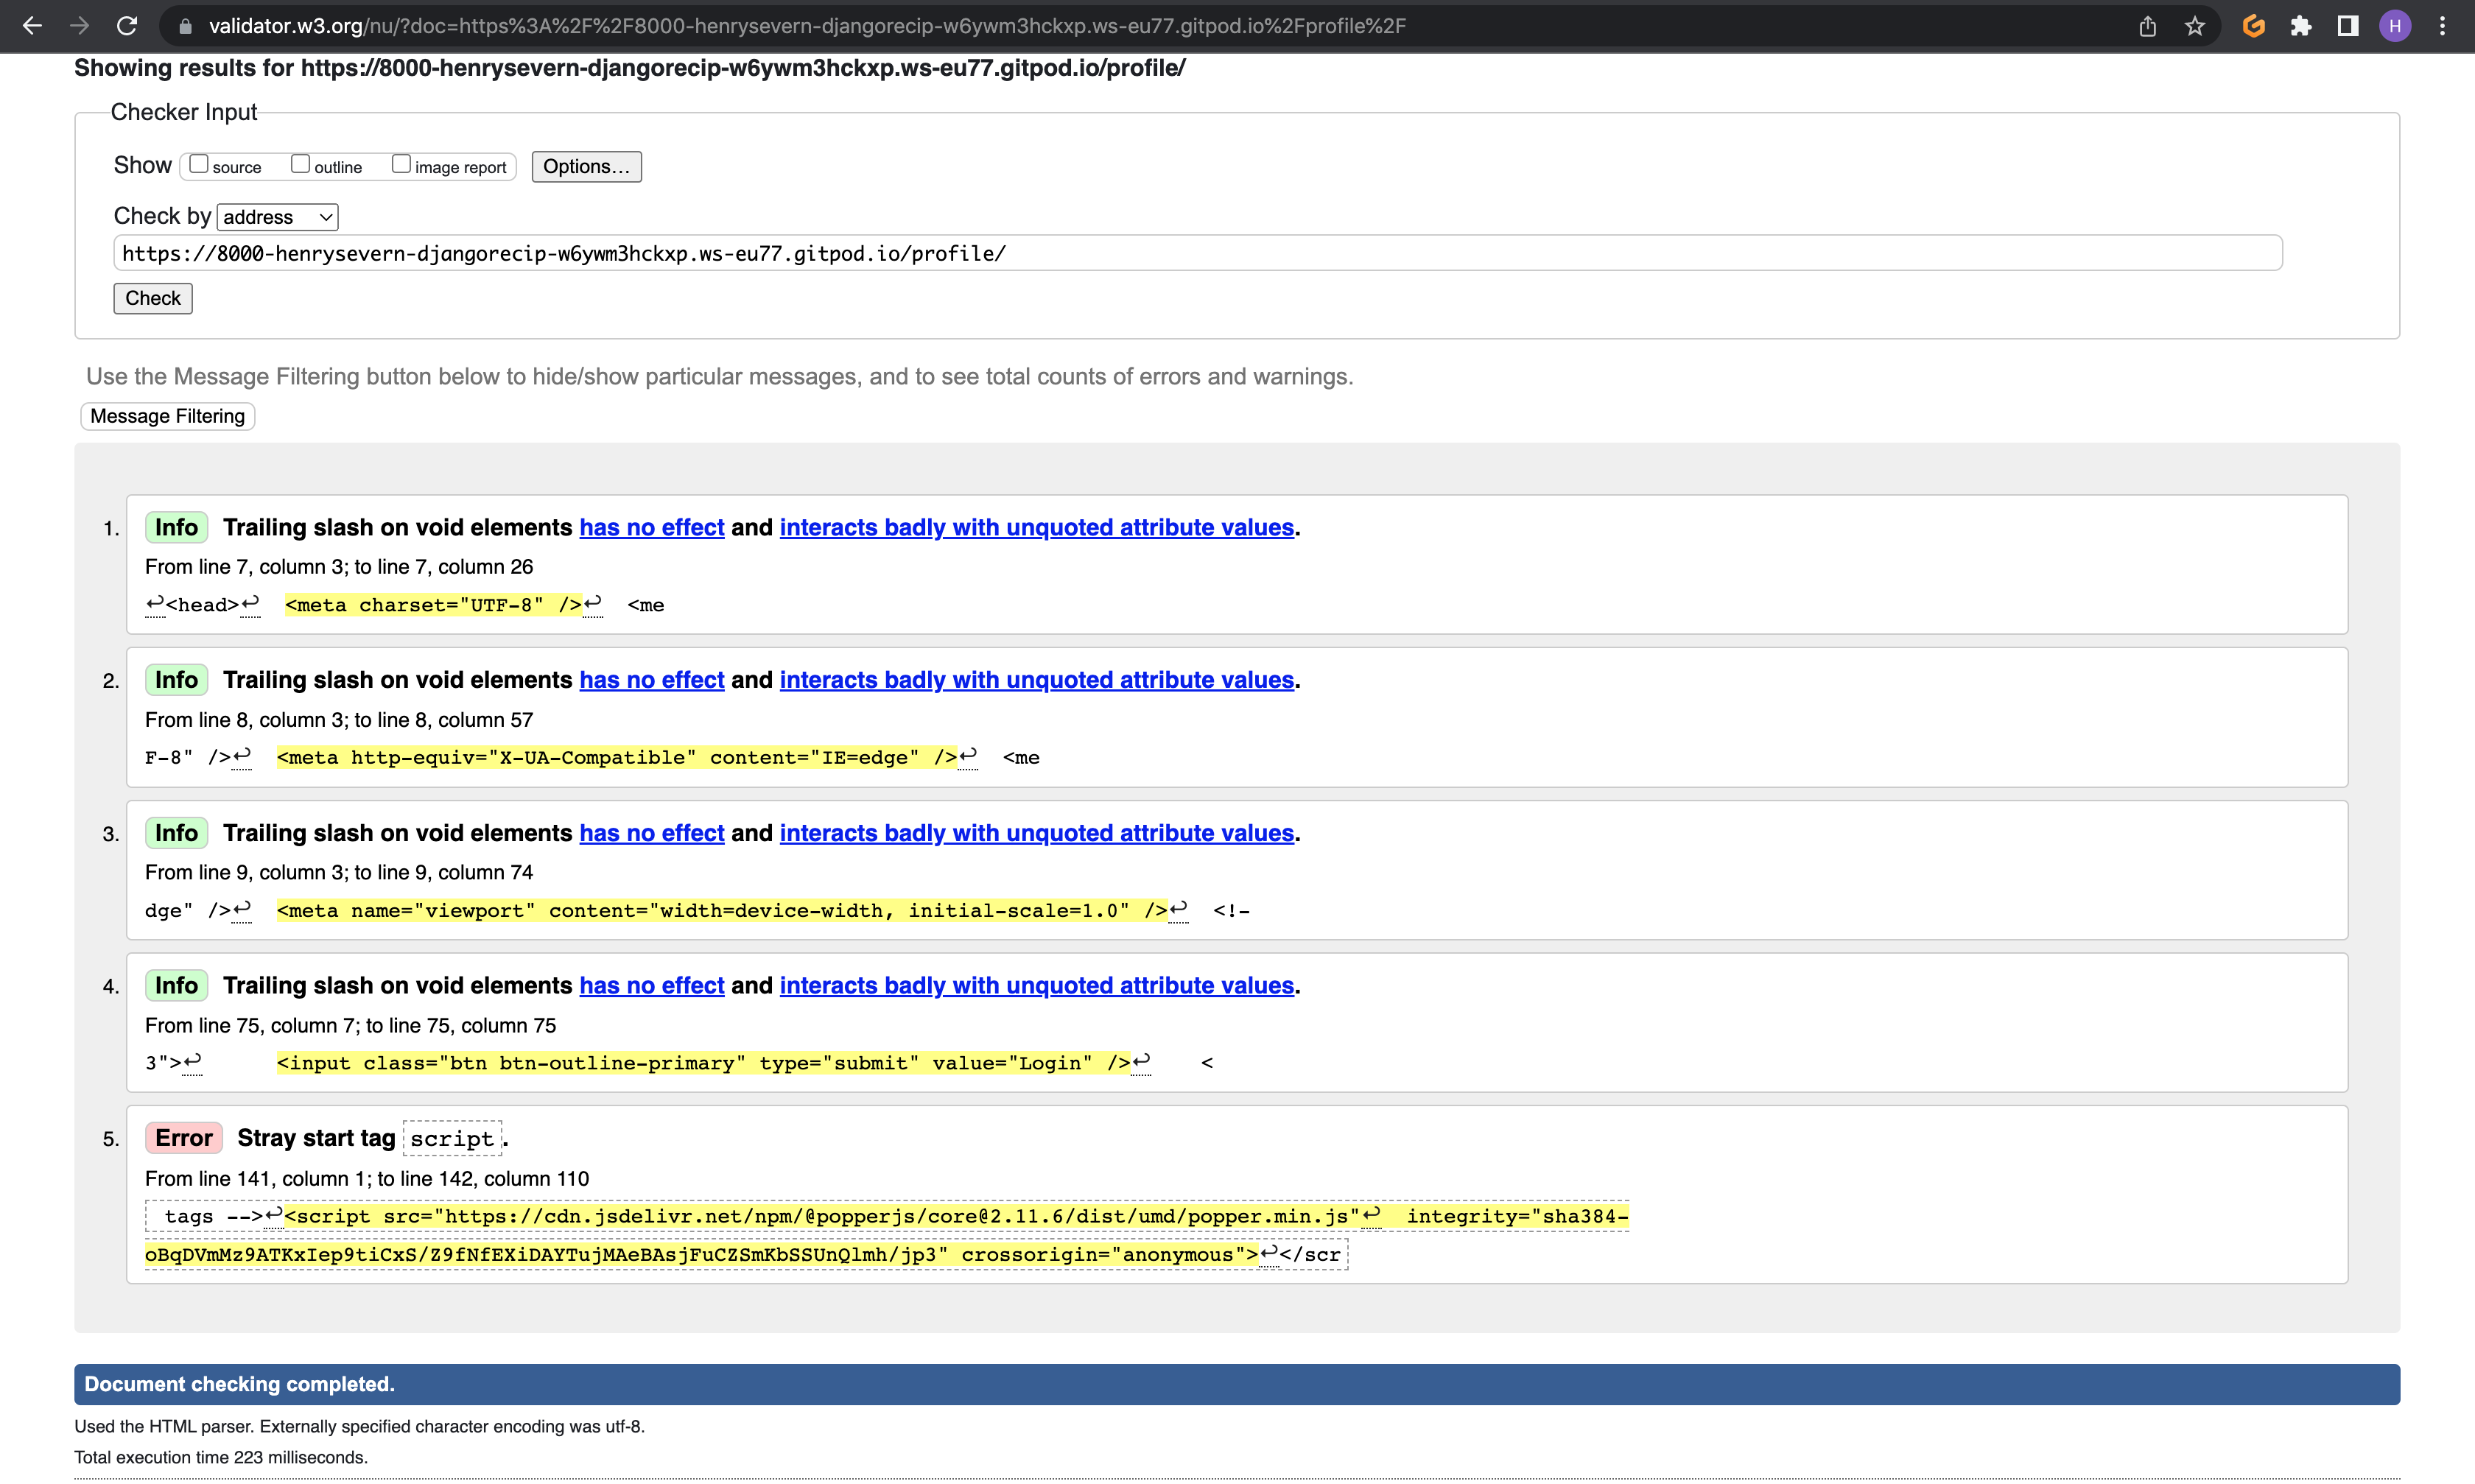 validator.w3.org/nu/?doc=https%3A%2F%2F8000-henrysevern-djangorecip-w6ywm3hckxp.ws-eu77.gitpod.io%2Fprofile%2F
H
Showing results for https://8000-henrysevern-djangorecip-w6ywm3hckxp.ws-eu77.gitpod.io/profile/
Checker Input
Show source outline image report Options...
Check by address
https://8000-henrysevern-djangorecip-w6ywm3hckxp.ws-eu77.gitpod.io/profile/
Check
Use the Message Filtering button below to hide/show particular messages, and to see total counts of errors and warnings.
Message Filtering
1. Info Trailing slash on void elements has no effect and interacts badly with unquoted attribute values.
From line 7, column 3; to line 7, column 26
↩<head>↩ <meta charset="UTF-8" />↩ <me
2. Info Trailing slash on void elements has no effect and interacts badly with unquoted attribute values.
From line 8, column 3; to line 8, column 57
F-8" />↩ <meta http-equiv="X-UA-Compatible" content="IE=edge" />↩ <me
3. Info Trailing slash on void elements has no effect and interacts badly with unquoted attribute values.
From line 9, column 3; to line 9, column 74
dge" />↩ <meta name="viewport" content="width=device-width, initial-scale=1.0" />↩ <!-
4. Info Trailing slash on void elements has no effect and interacts badly with unquoted attribute values.
From line 75, column 7; to line 75, column 75
3">↩ <input class="btn btn-outline-primary" type="submit" value="Login" />↩ <
5. Error Stray start tag script.
From line 141, column 1; to line 142, column 110
tags -->↩<script src="https://cdn.jsdelivr.net/npm/@popperjs/core@2.11.6/dist/umd/popper.min.js"↩ integrity="sha384-
oBqDVmMz9ATKxIep9tiCxS/Z9fNfEXiDAYTujMAeBAsjFuCZSmKbSSUnQlmh/jp3" crossorigin="anonymous">↩</scr
Document checking completed.
Used the HTML parser. Externally specified character encoding was utf-8.
Total execution time 223 milliseconds.